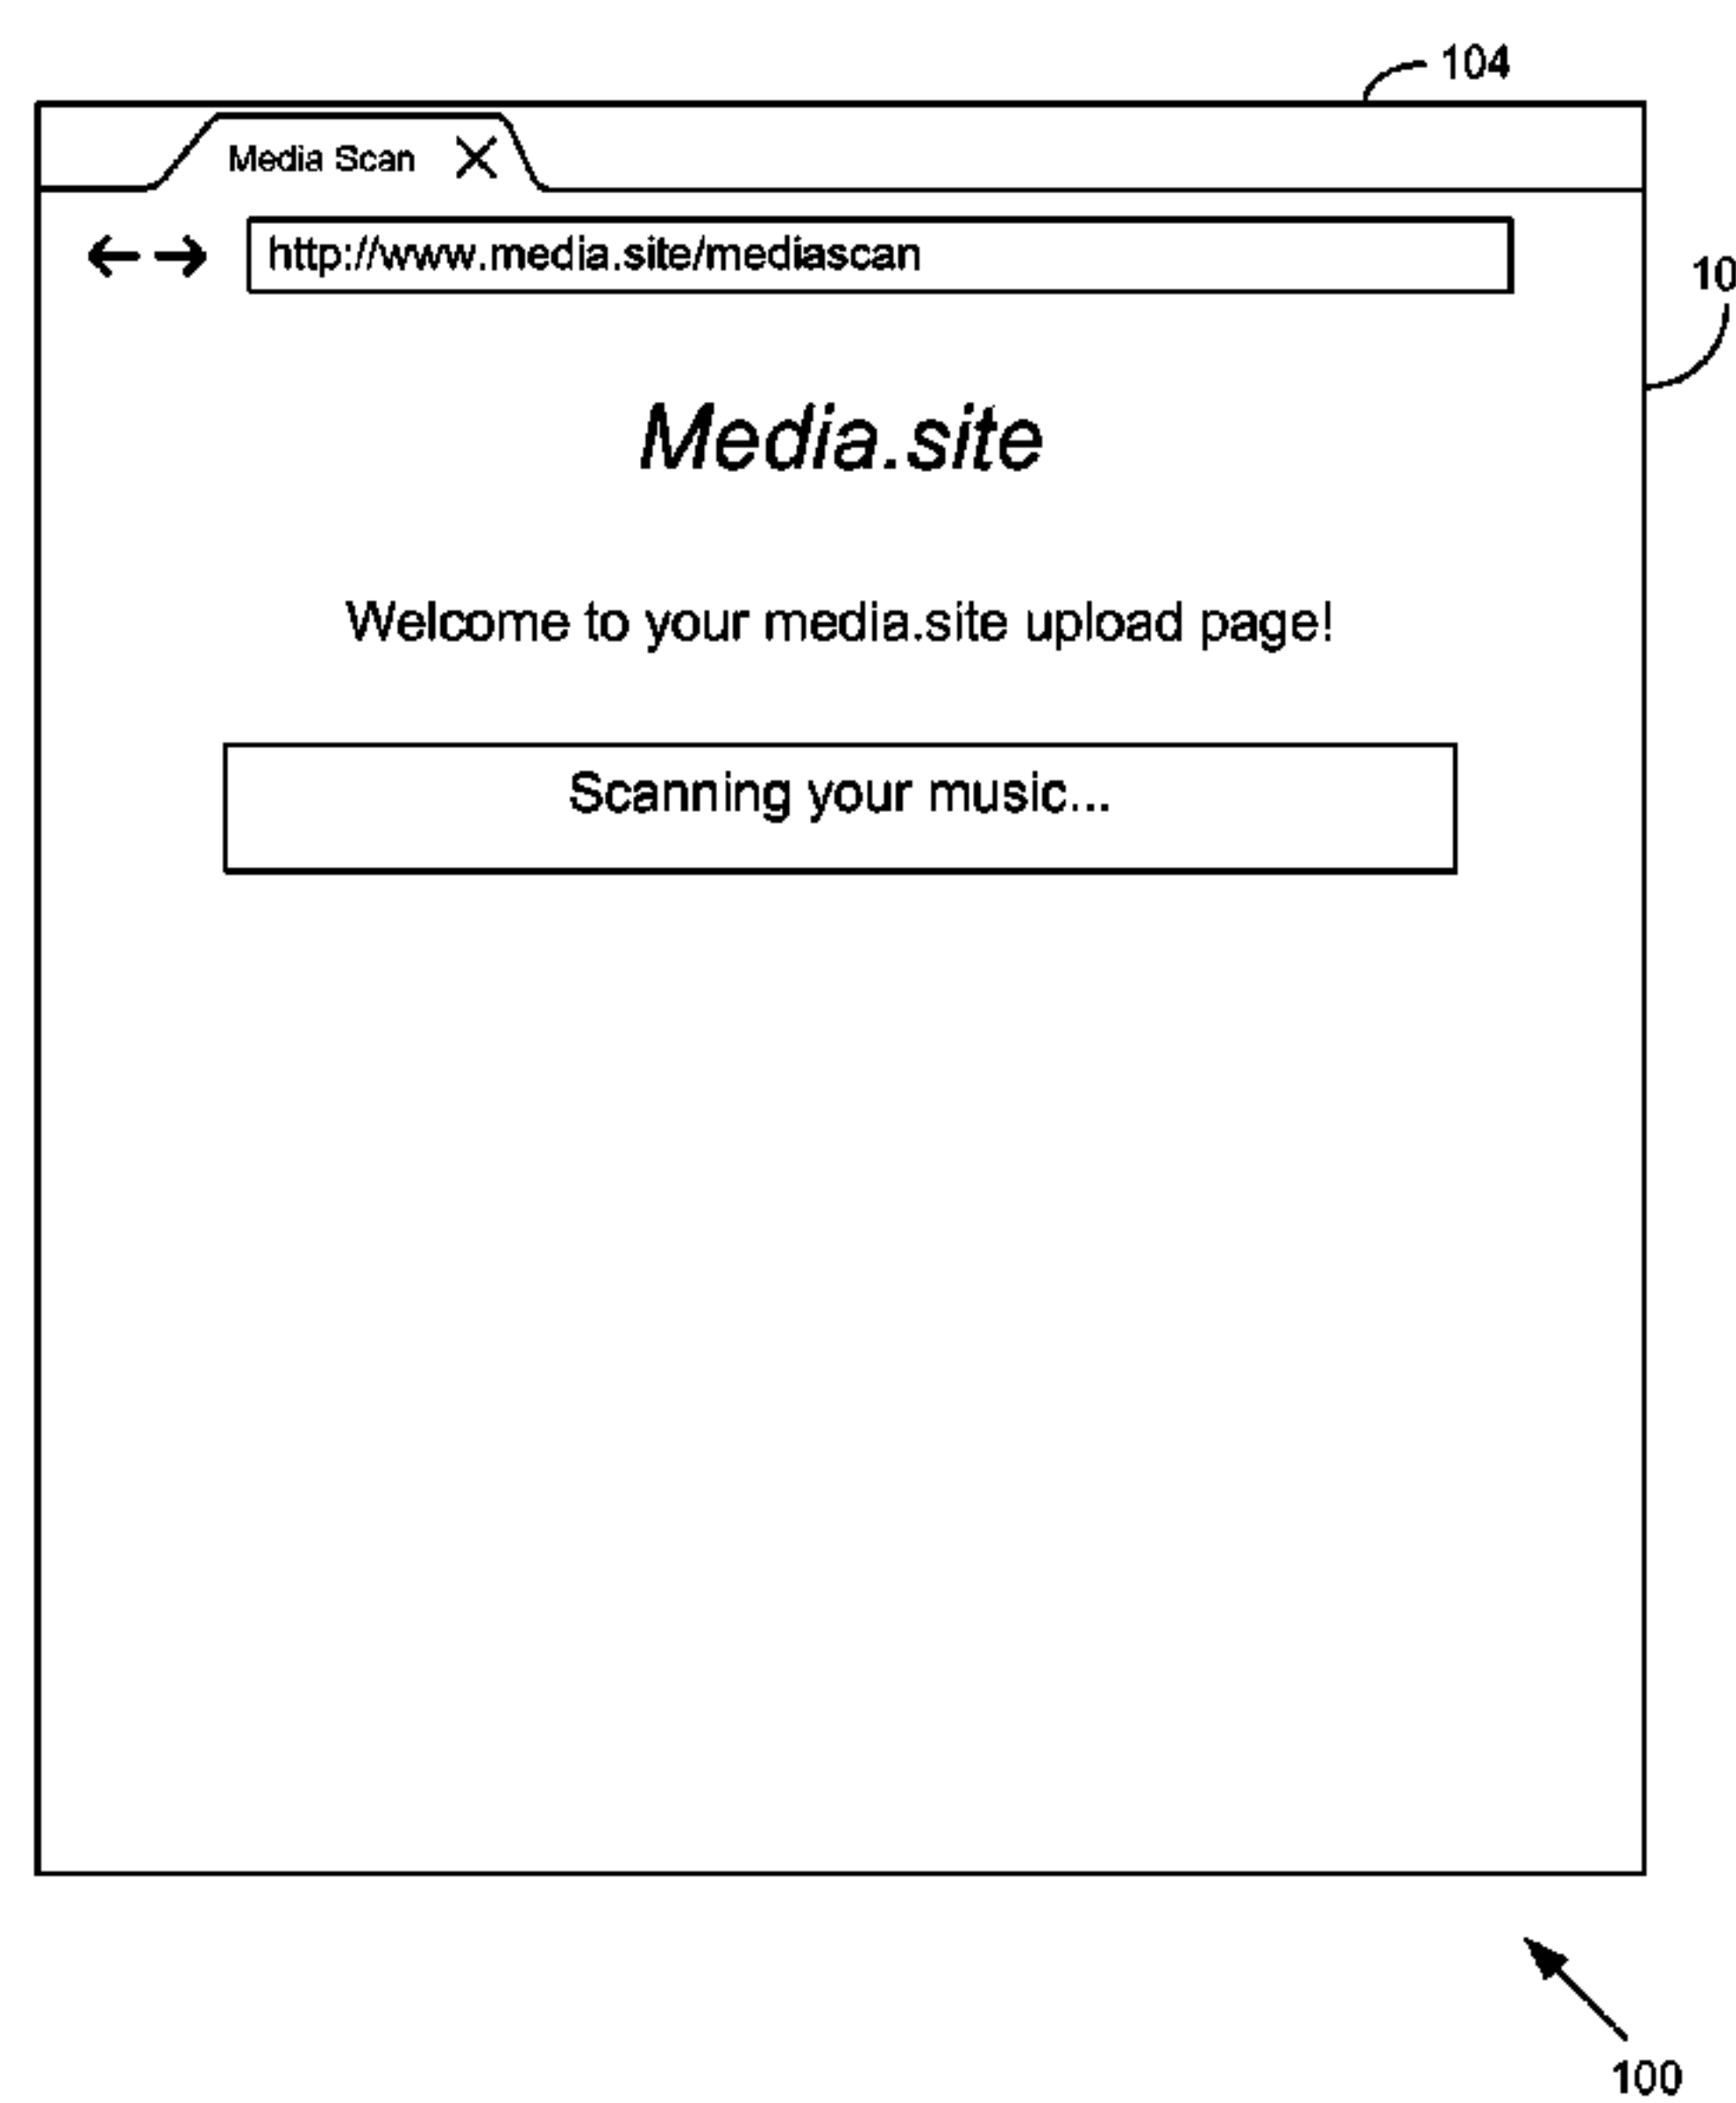 104
Media Scan
http://www.media.site/mediascan
Media.site
Welcome to your media.site upload page!
Scanning your music...
100